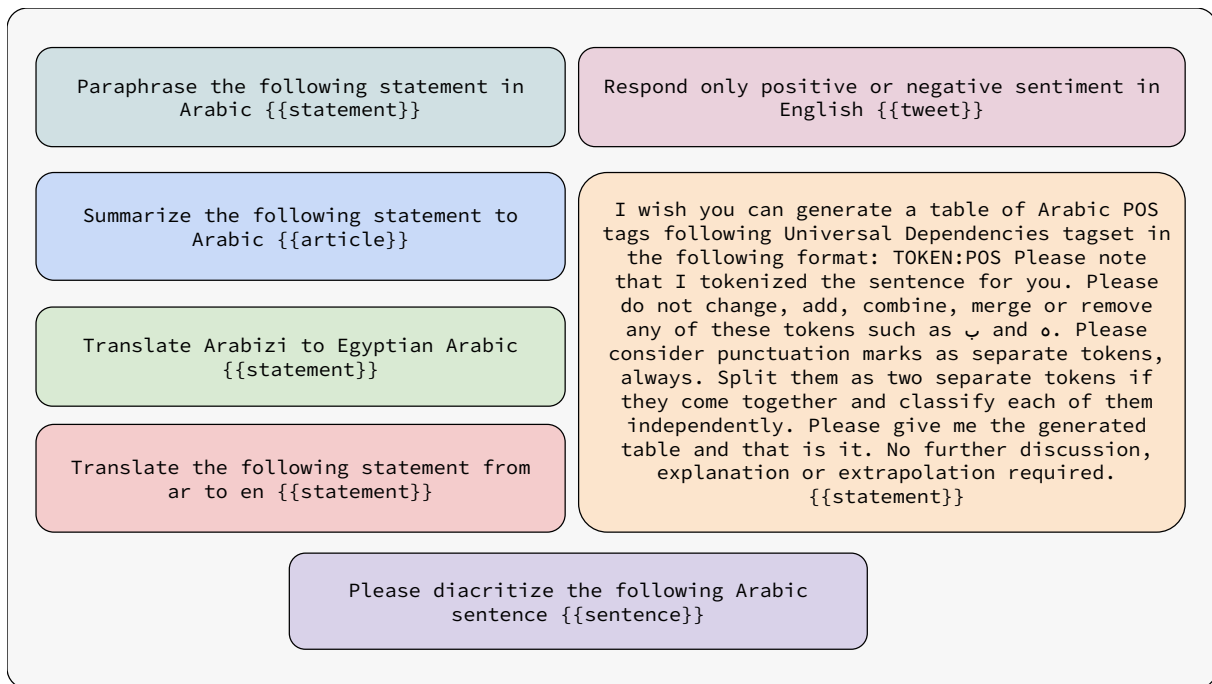 Paraphrase the following statement in
Arabic {{statement}}
Respond only positive or negative sentiment in
English {{tweet}}
Summarize the following statement to
Arabic {{article}}
Translate Arabizi to Egyptian Arabic
{{statement}}
Translate the following statement from
ar to en {{statement}}
I wish you can generate a table of Arabic POS
tags following Universal Dependencies tagset in
the following format: TOKEN:POS Please note
that I tokenized the sentence for you. Please
do not change, add, combine, merge or remove
any of these tokens such as ب and ه. Please
consider punctuation marks as separate tokens,
always. Split them as two separate tokens if
they come together and classify each of them
independently. Please give me the generated
table and that is it. No further discussion,
explanation or extrapolation required.
{{statement}}
Please diacritize the following Arabic
sentence {{sentence}}